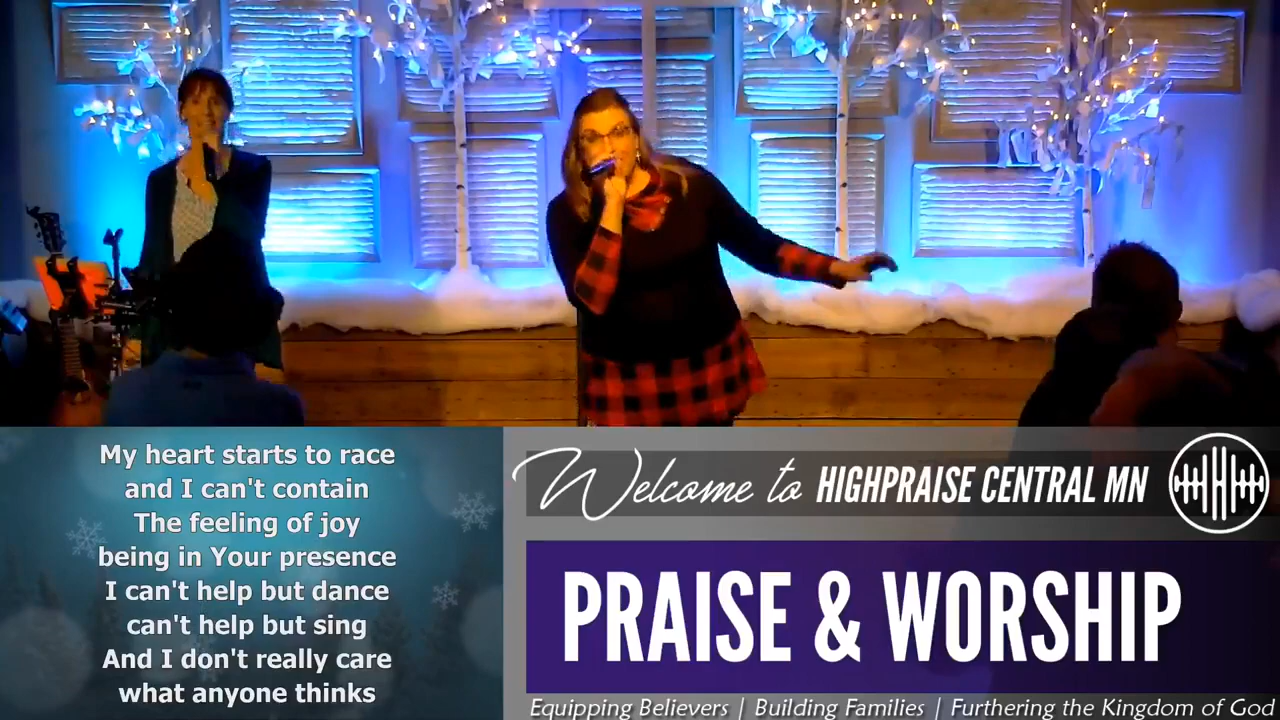 My heart starts to race
and I can't contain
The feeling of joy
being in Your presence
I can't help but dance
can't help but sing
And I don't really care
what anyone thinks
Welcome to HIGHPRAISE CENTRAL MN
PRAISE & WORSHIP
Equipping Believers | Building Families | Furthering the Kingdom of God